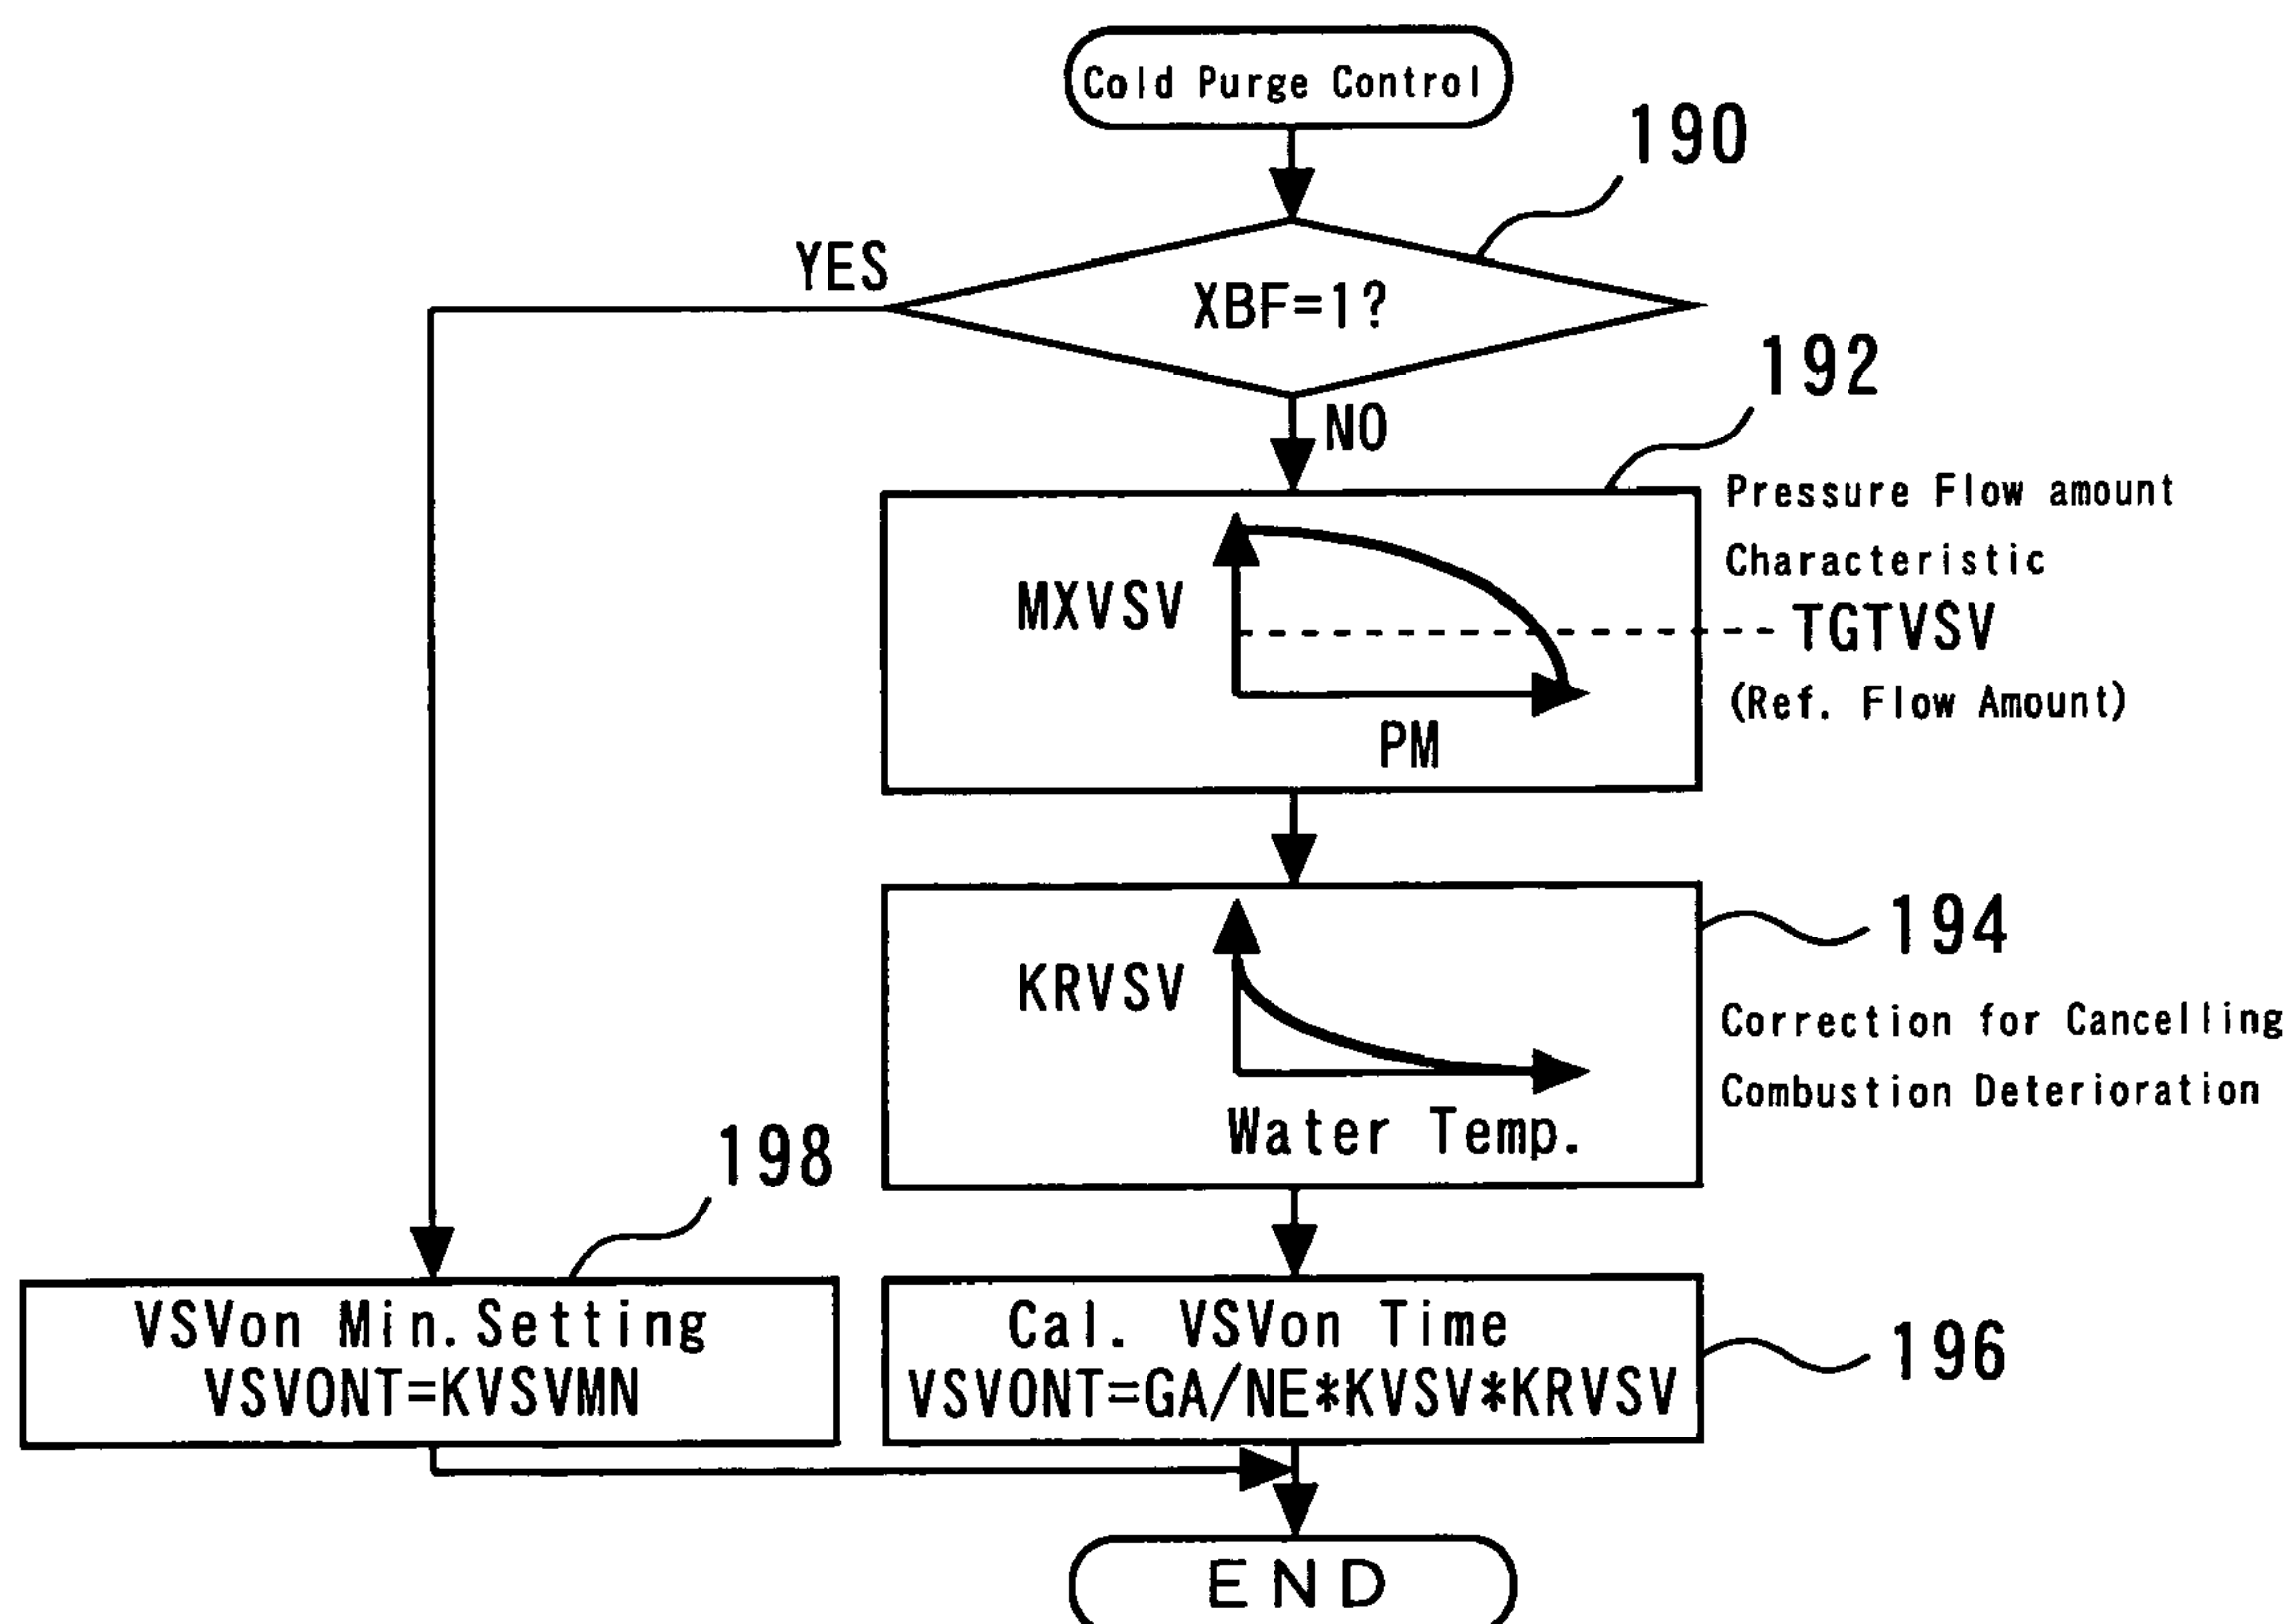 Cold Purge Control
190
YES
XBF=1?
192
NO
Pressure Flow amount
Characteristic
MXVSV
TGTVSV
(Ref. Flow Amount)
PM
194
KRVSV
Correction for Cancelling
Combustion Deterioration
Water Temp.
198
VSVon Min.Setting
VSVONT=KVSVMN
Cal. VSVon Time
VSVONT=GA/NE*KVSV*KRVSV
196
END